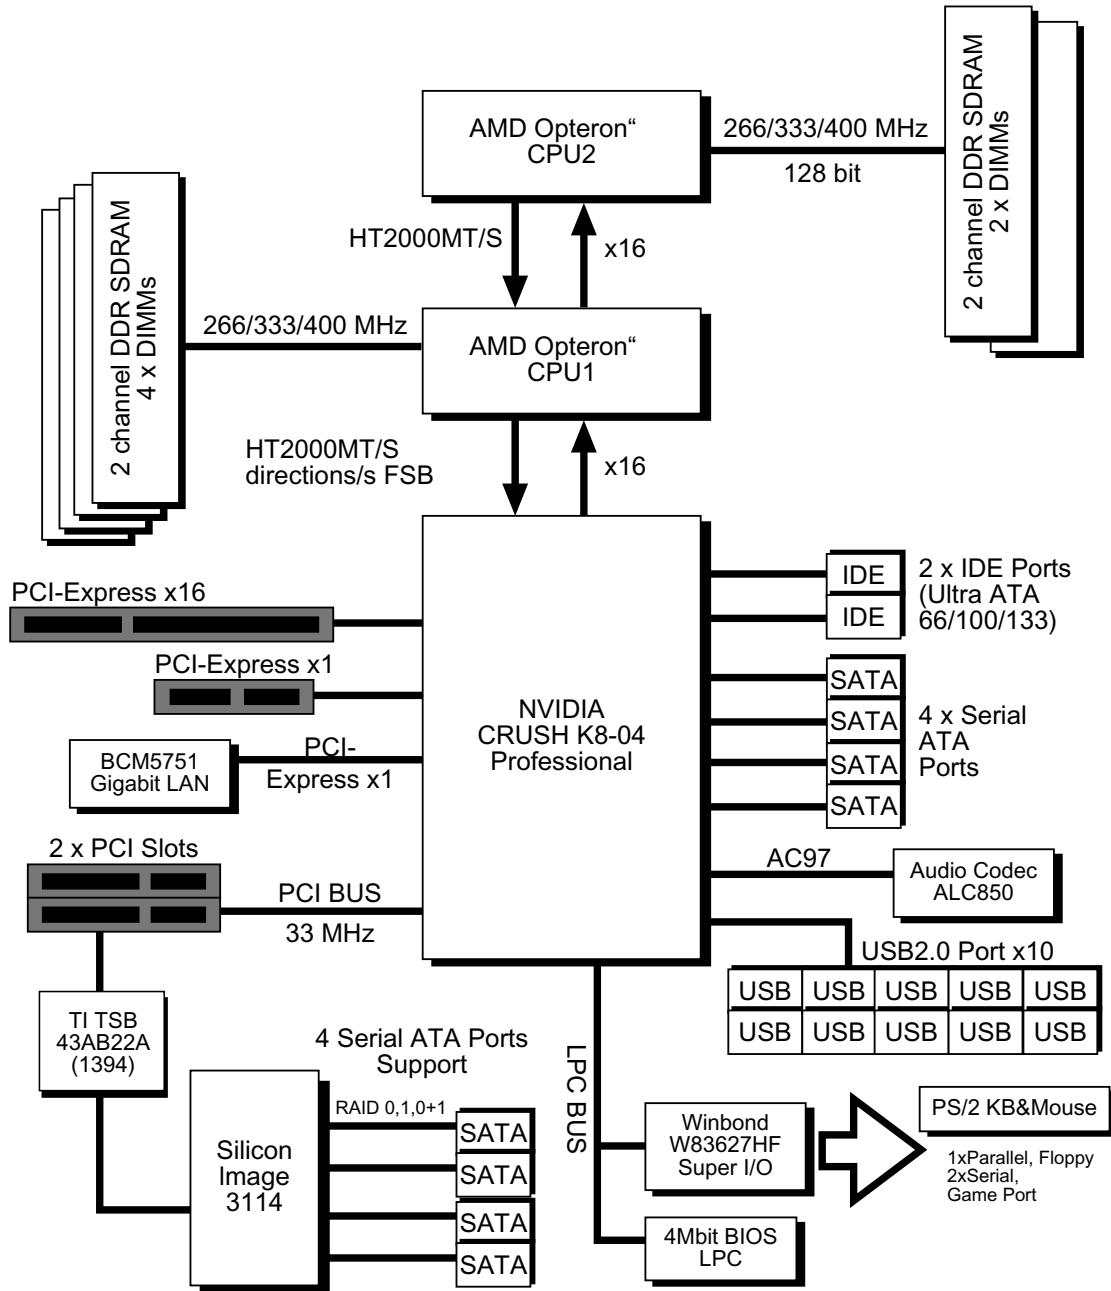 2 channel DDR SDRAM
2 x DIMMs
AMD Opteron“
CPU2
266/333/400 MHz
128 bit
HT2000MT/S
x16
2 channel DDR SDRAM
4 x DIMMs
266/333/400 MHz
AMD Opteron“
CPU1
HT2000MT/S
directions/s FSB
x16
PCI-Express x16
PCI-Express x1
BCM5751
Gigabit LAN
PCI-
Express x1
2 x PCI Slots
PCI BUS
33 MHz
NVIDIA
CRUSH K8-04
Professional
IDE
IDE
2 x IDE Ports
(Ultra ATA
66/100/133)
SATA
SATA
SATA
SATA
4 x Serial
ATA
Ports
AC97
Audio Codec
ALC850
USB2.0 Port x10
USB USB USB USB USB
USB USB USB USB USB
TI TSB
43AB22A
(1394)
4 Serial ATA Ports
Support
RAID 0,1,0+1
Silicon
Image
3114
SATA
SATA
SATA
SATA
LPC BUS
Winbond
W83627HF
Super I/O
PS/2 KB&Mouse
1xParallel, Floppy
2xSerial,
Game Port
4Mbit BIOS
LPC